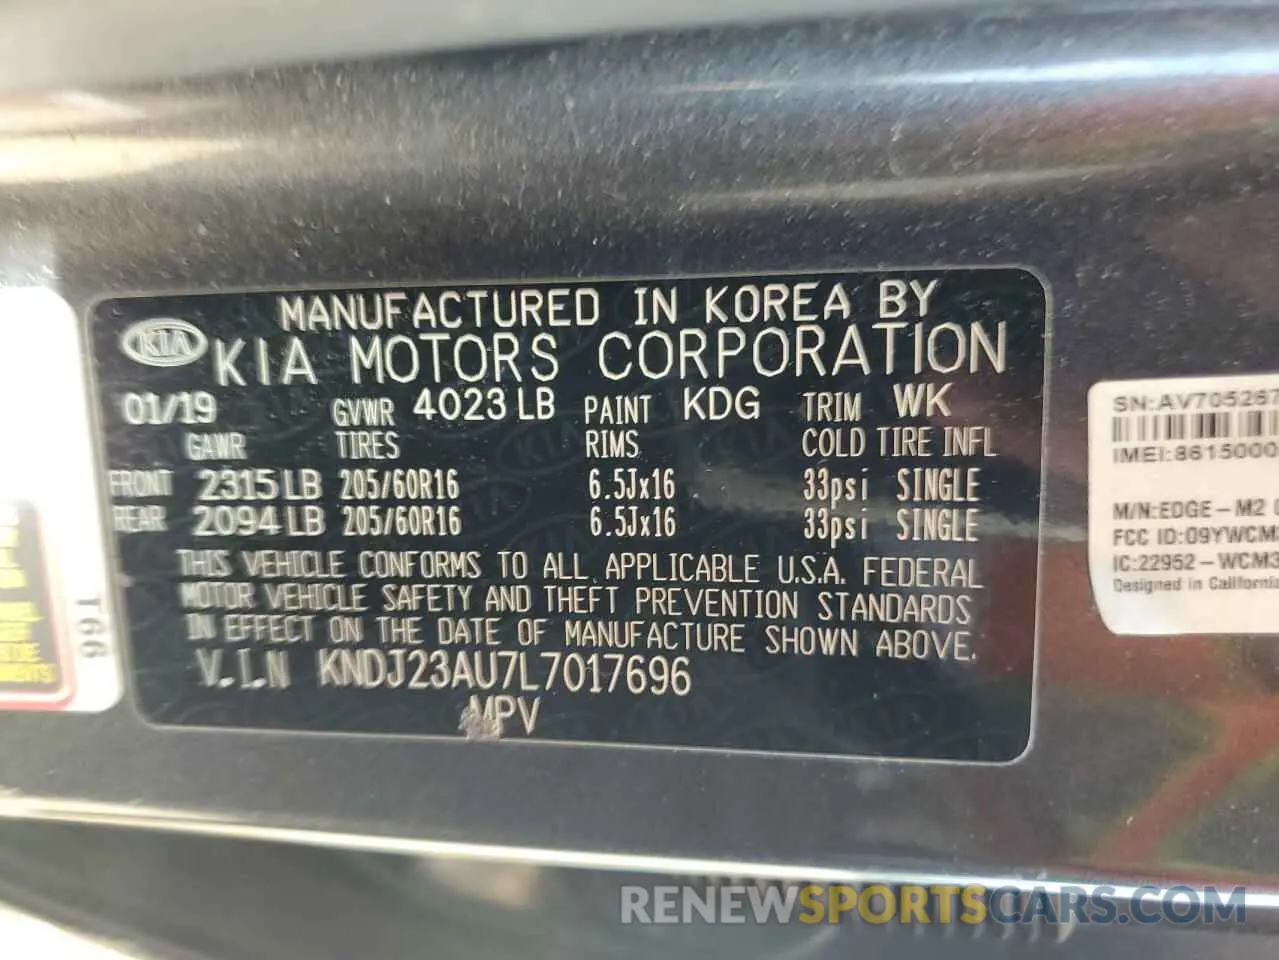 MANUFACTURED IN KOREA BY
KIA KIA MOTORS CORPORATION
01/19 GVWR 4023 LB PAINT KDG TRIM WK
GAWR TIRES RIMS COLD TIRE INFL
FRONT 2315 LB 205/60R16 6.5Jx16 33psi SINGLE
REAR 2094 LB 205/60R16 6.5Jx16 33psi SINGLE
THIS VEHICLE CONFORMS TO ALL APPLICABLE U.S.A. FEDERAL
MOTOR VEHICLE SAFETY AND THEFT PREVENTION STANDARDS
IN EFFECT ON THE DATE OF MANUFACTURE SHOWN ABOVE.
V.I.N KNDJ23AU7L7017696
MPV
T66
SN:AV705267
IMEI:8615000
M/N:EDGE-M2
FCC ID:O9YWCM
IC:22952-WCM3
Designed in California
RENEWSPORTSCARS.COM